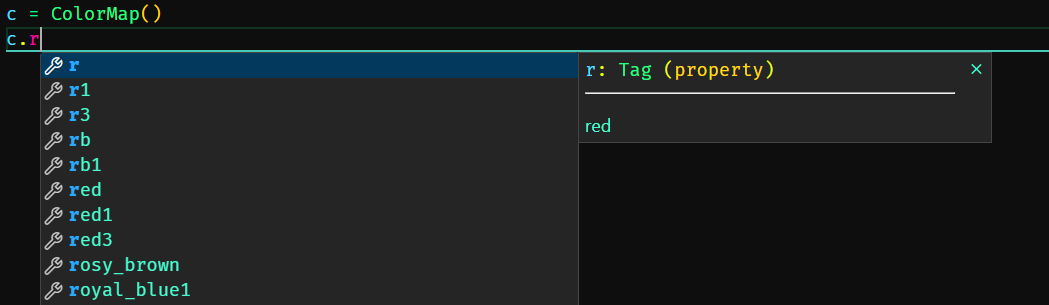 c = ColorMap()
c.r
r
r1
r3
rb
rb1
red
red1
red3
rosy_brown
royal_blue1
r: Tag (property)
×
red